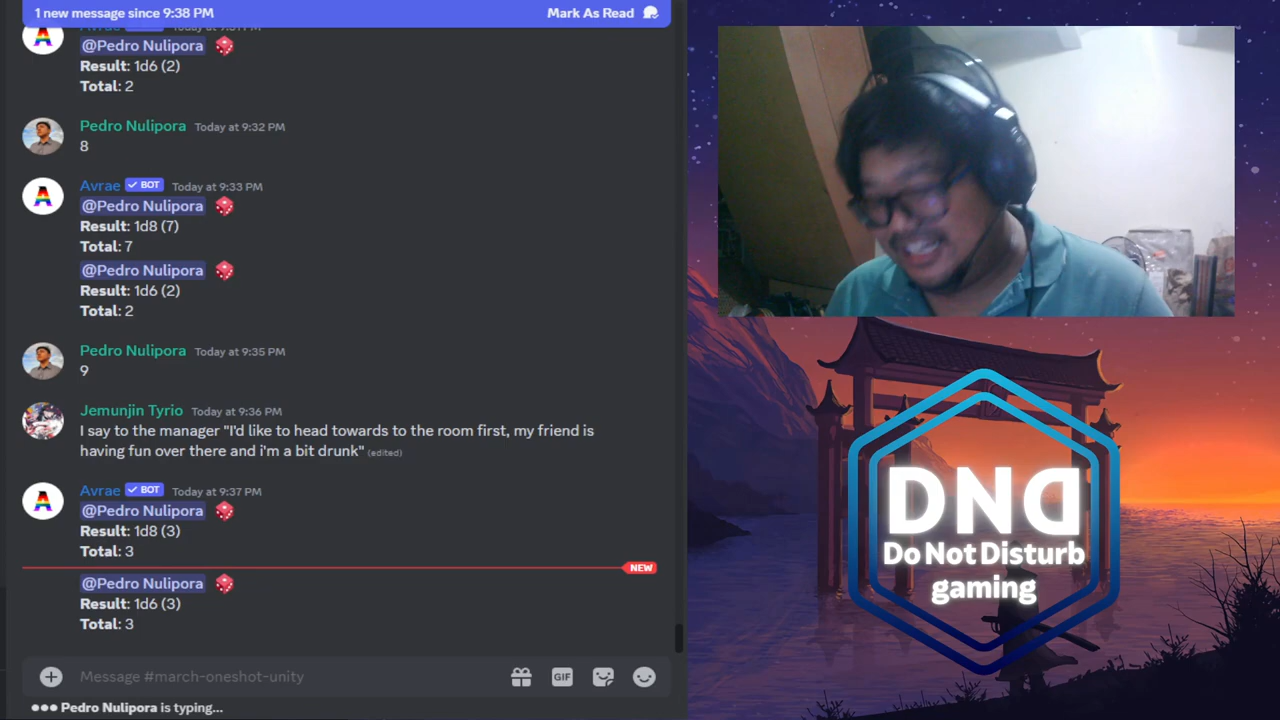 1 new message since 9:38 PM Mark As Read
@Pedro Nulipora
Result: 1d6 (2)
Total: 2
Pedro Nulipora Today at 9:32 PM
8
Avrae BOT Today at 9:33 PM
@Pedro Nulipora
Result: 1d8 (7)
Total: 7
@Pedro Nulipora
Result: 1d6 (2)
Total: 2
Pedro Nulipora Today at 9:35 PM
9
Jemunjin Tyrio Today at 9:36 PM
I say to the manager "I'd like to head towards to the room first, my friend is
having fun over there and i'm a bit drunk" (edited)
Avrae BOT Today at 9:37 PM
@Pedro Nulipora
Result: 1d8 (3)
Total: 3
NEW
@Pedro Nulipora
Result: 1d6 (3)
Total: 3
Message #march-oneshot-unity
GIF
Pedro Nulipora is typing...
DND
Do Not Disturb
gaming